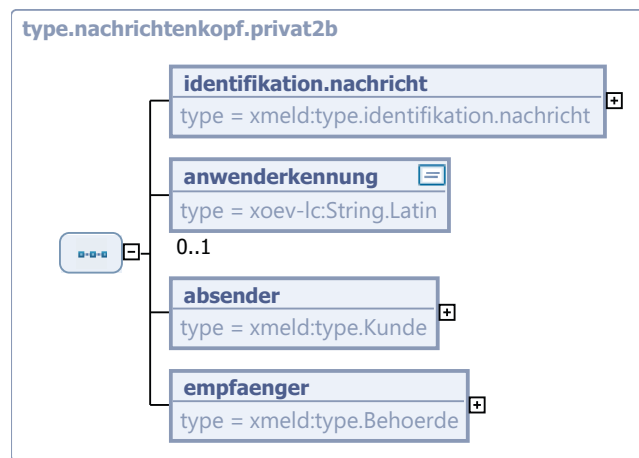 type.nachrichtenkopf.privat2b
identifikation.nachricht
type = xmeld:type.identifikation.nachricht
anwenderkennung
type = xoev-lc:String.Latin
0..1
absender
type = xmeld:type.Kunde
empfaenger
type = xmeld:type.Behoerde